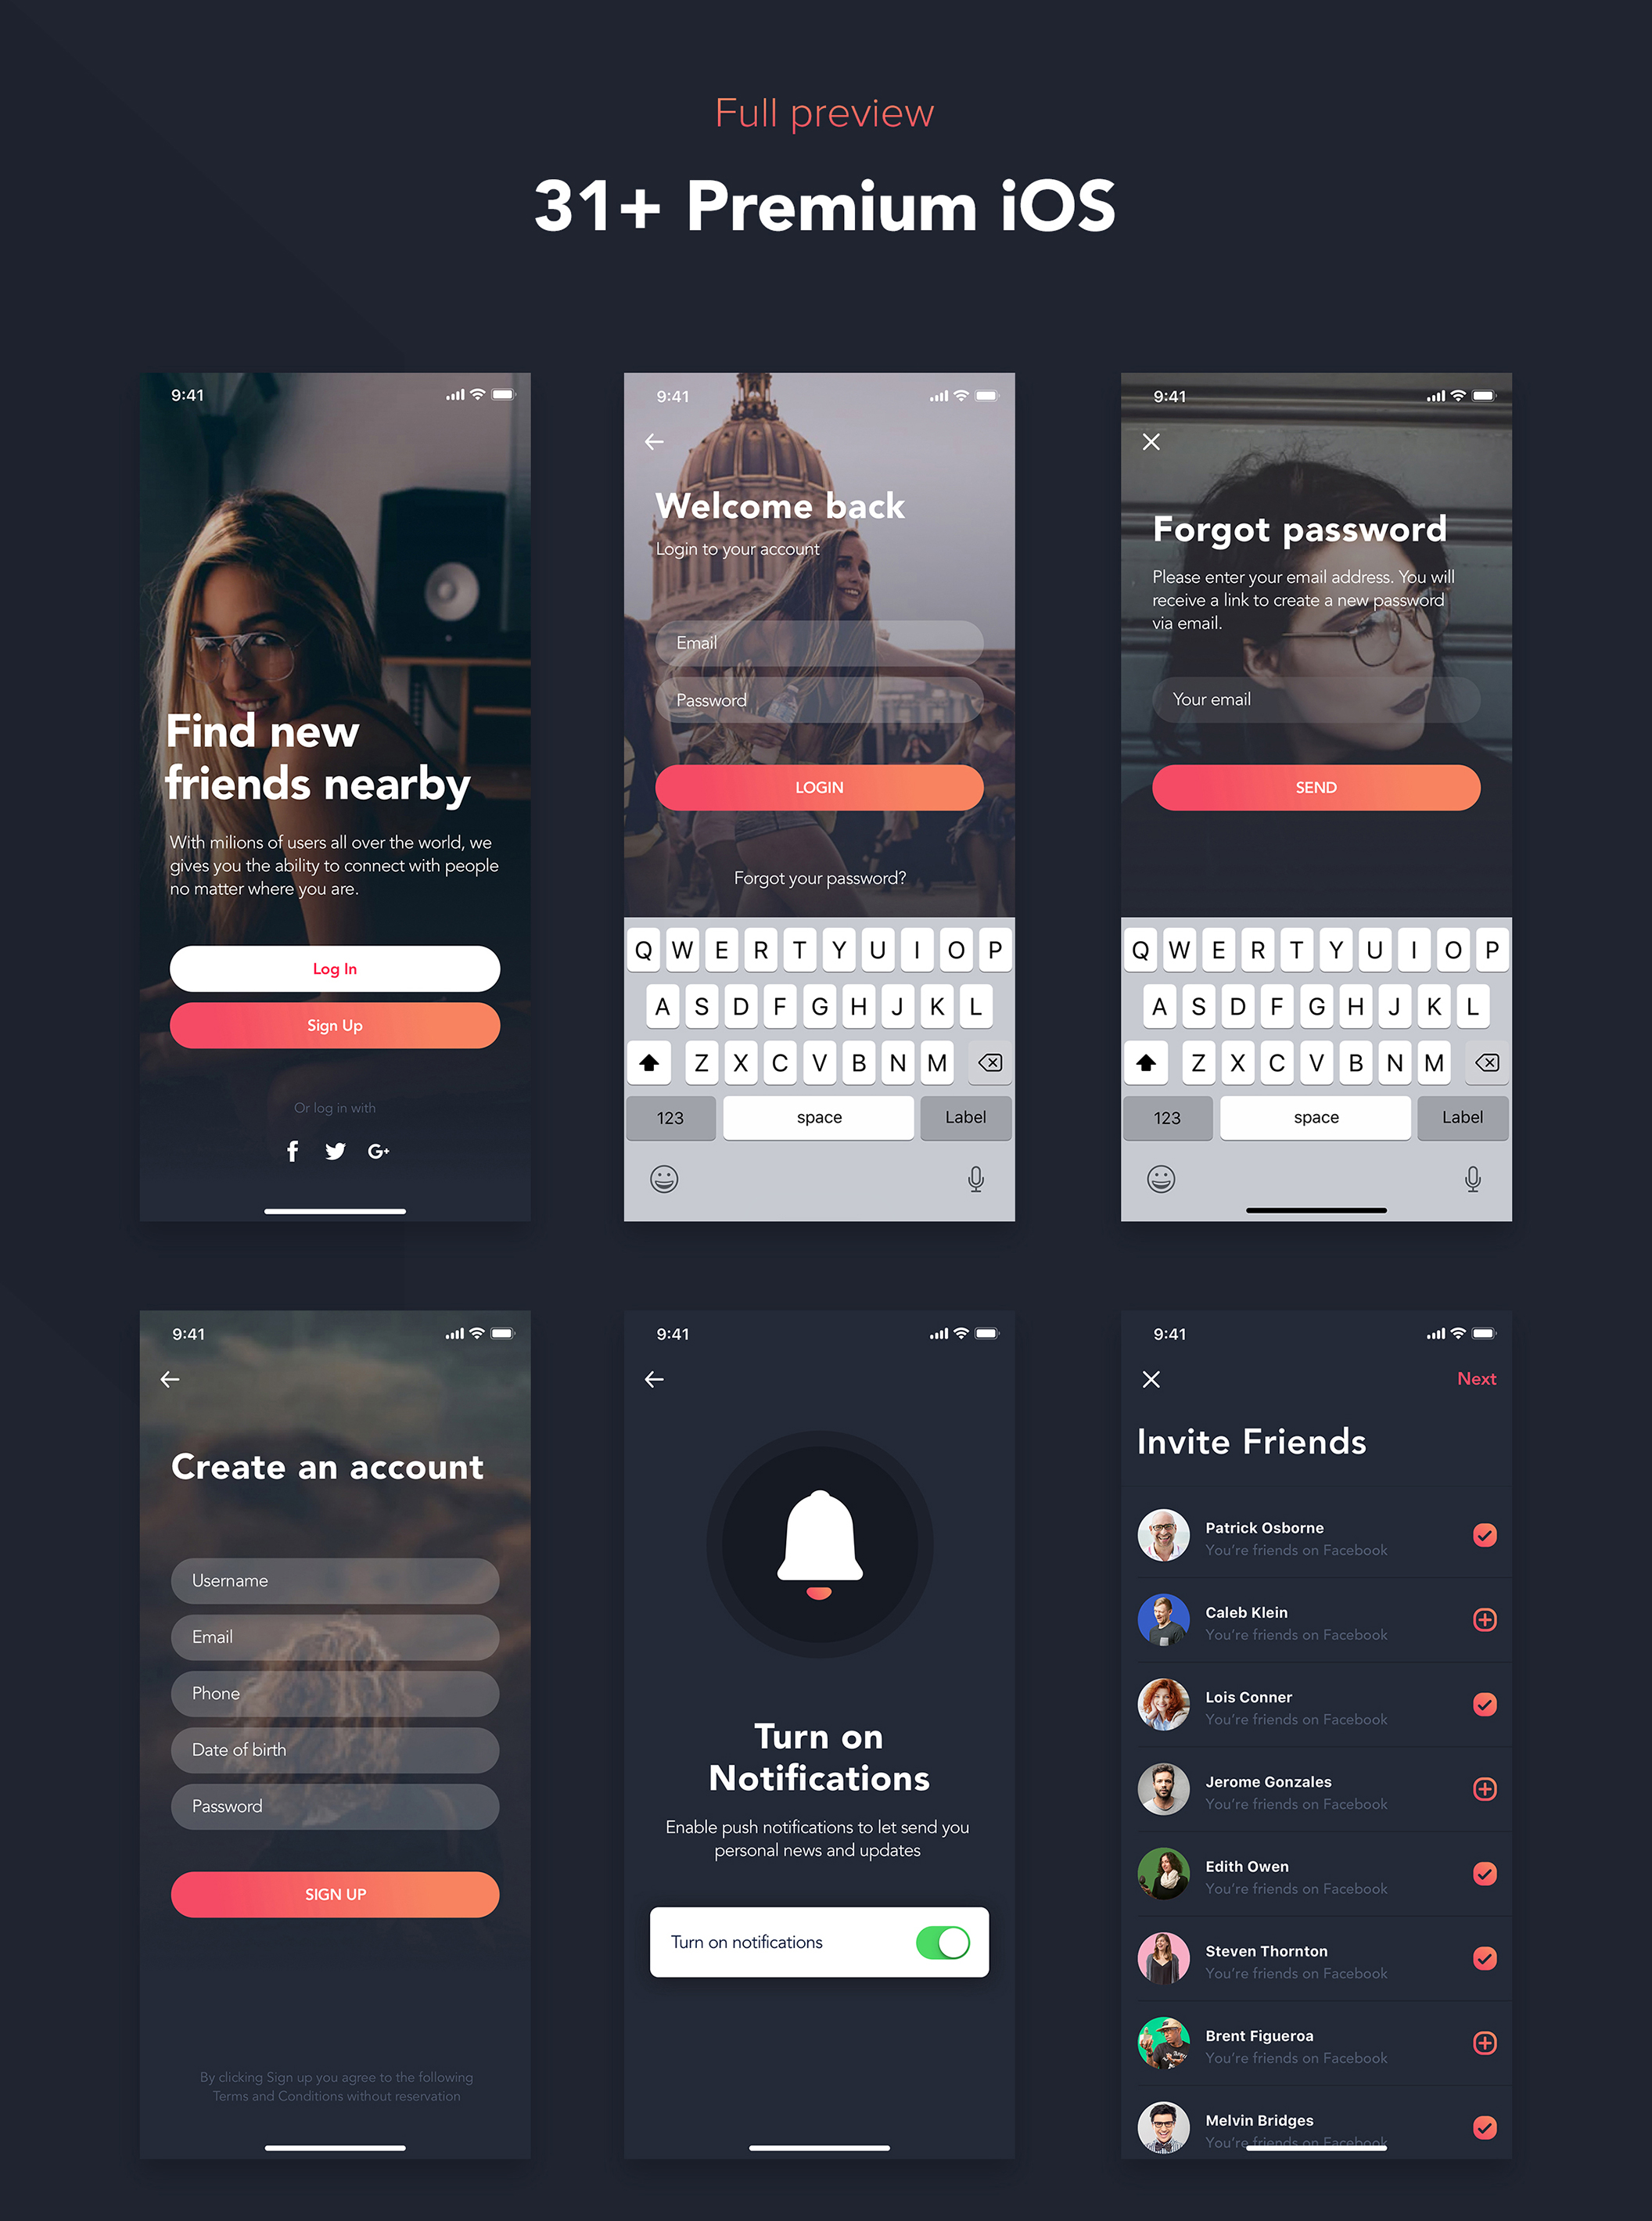 Full preview
31+ Premium iOS
9:41
Find new
friends nearby
With milions of users all over the world, we
gives you the ability to connect with people
no matter where you are.
Log In
Sign Up
Or log in with
f
G+
9:41
Welcome back
Login to your account
Email
Password
LOGIN
Forgot your password?
Q W E R T Y U I O P
A S D F G H J K L
Z X C V B N M
123 space Label
9:41
Forgot password
Please enter your email address. You will
receive a link to create a new password
via email.
Your email
SEND
Q W E R T Y U I O P
A S D F G H J K L
Z X C V B N M
123 space Label
9:41
Create an account
Username
Email
Phone
Date of birth
Password
SIGN UP
By clicking Sign up you agree to the following
Terms and Conditions without reservation
9:41
Turn on
Notifications
Enable push notifications to let send you
personal news and updates
Turn on notifications
9:41
Next
Invite Friends
Patrick Osborne
You're friends on Facebook
Caleb Klein
You're friends on Facebook
Lois Conner
You're friends on Facebook
Jerome Gonzales
You're friends on Facebook
Edith Owen
You're friends on Facebook
Steven Thornton
You're friends on Facebook
Brent Figueroa
You're friends on Facebook
Melvin Bridges
You're friends on Facebook